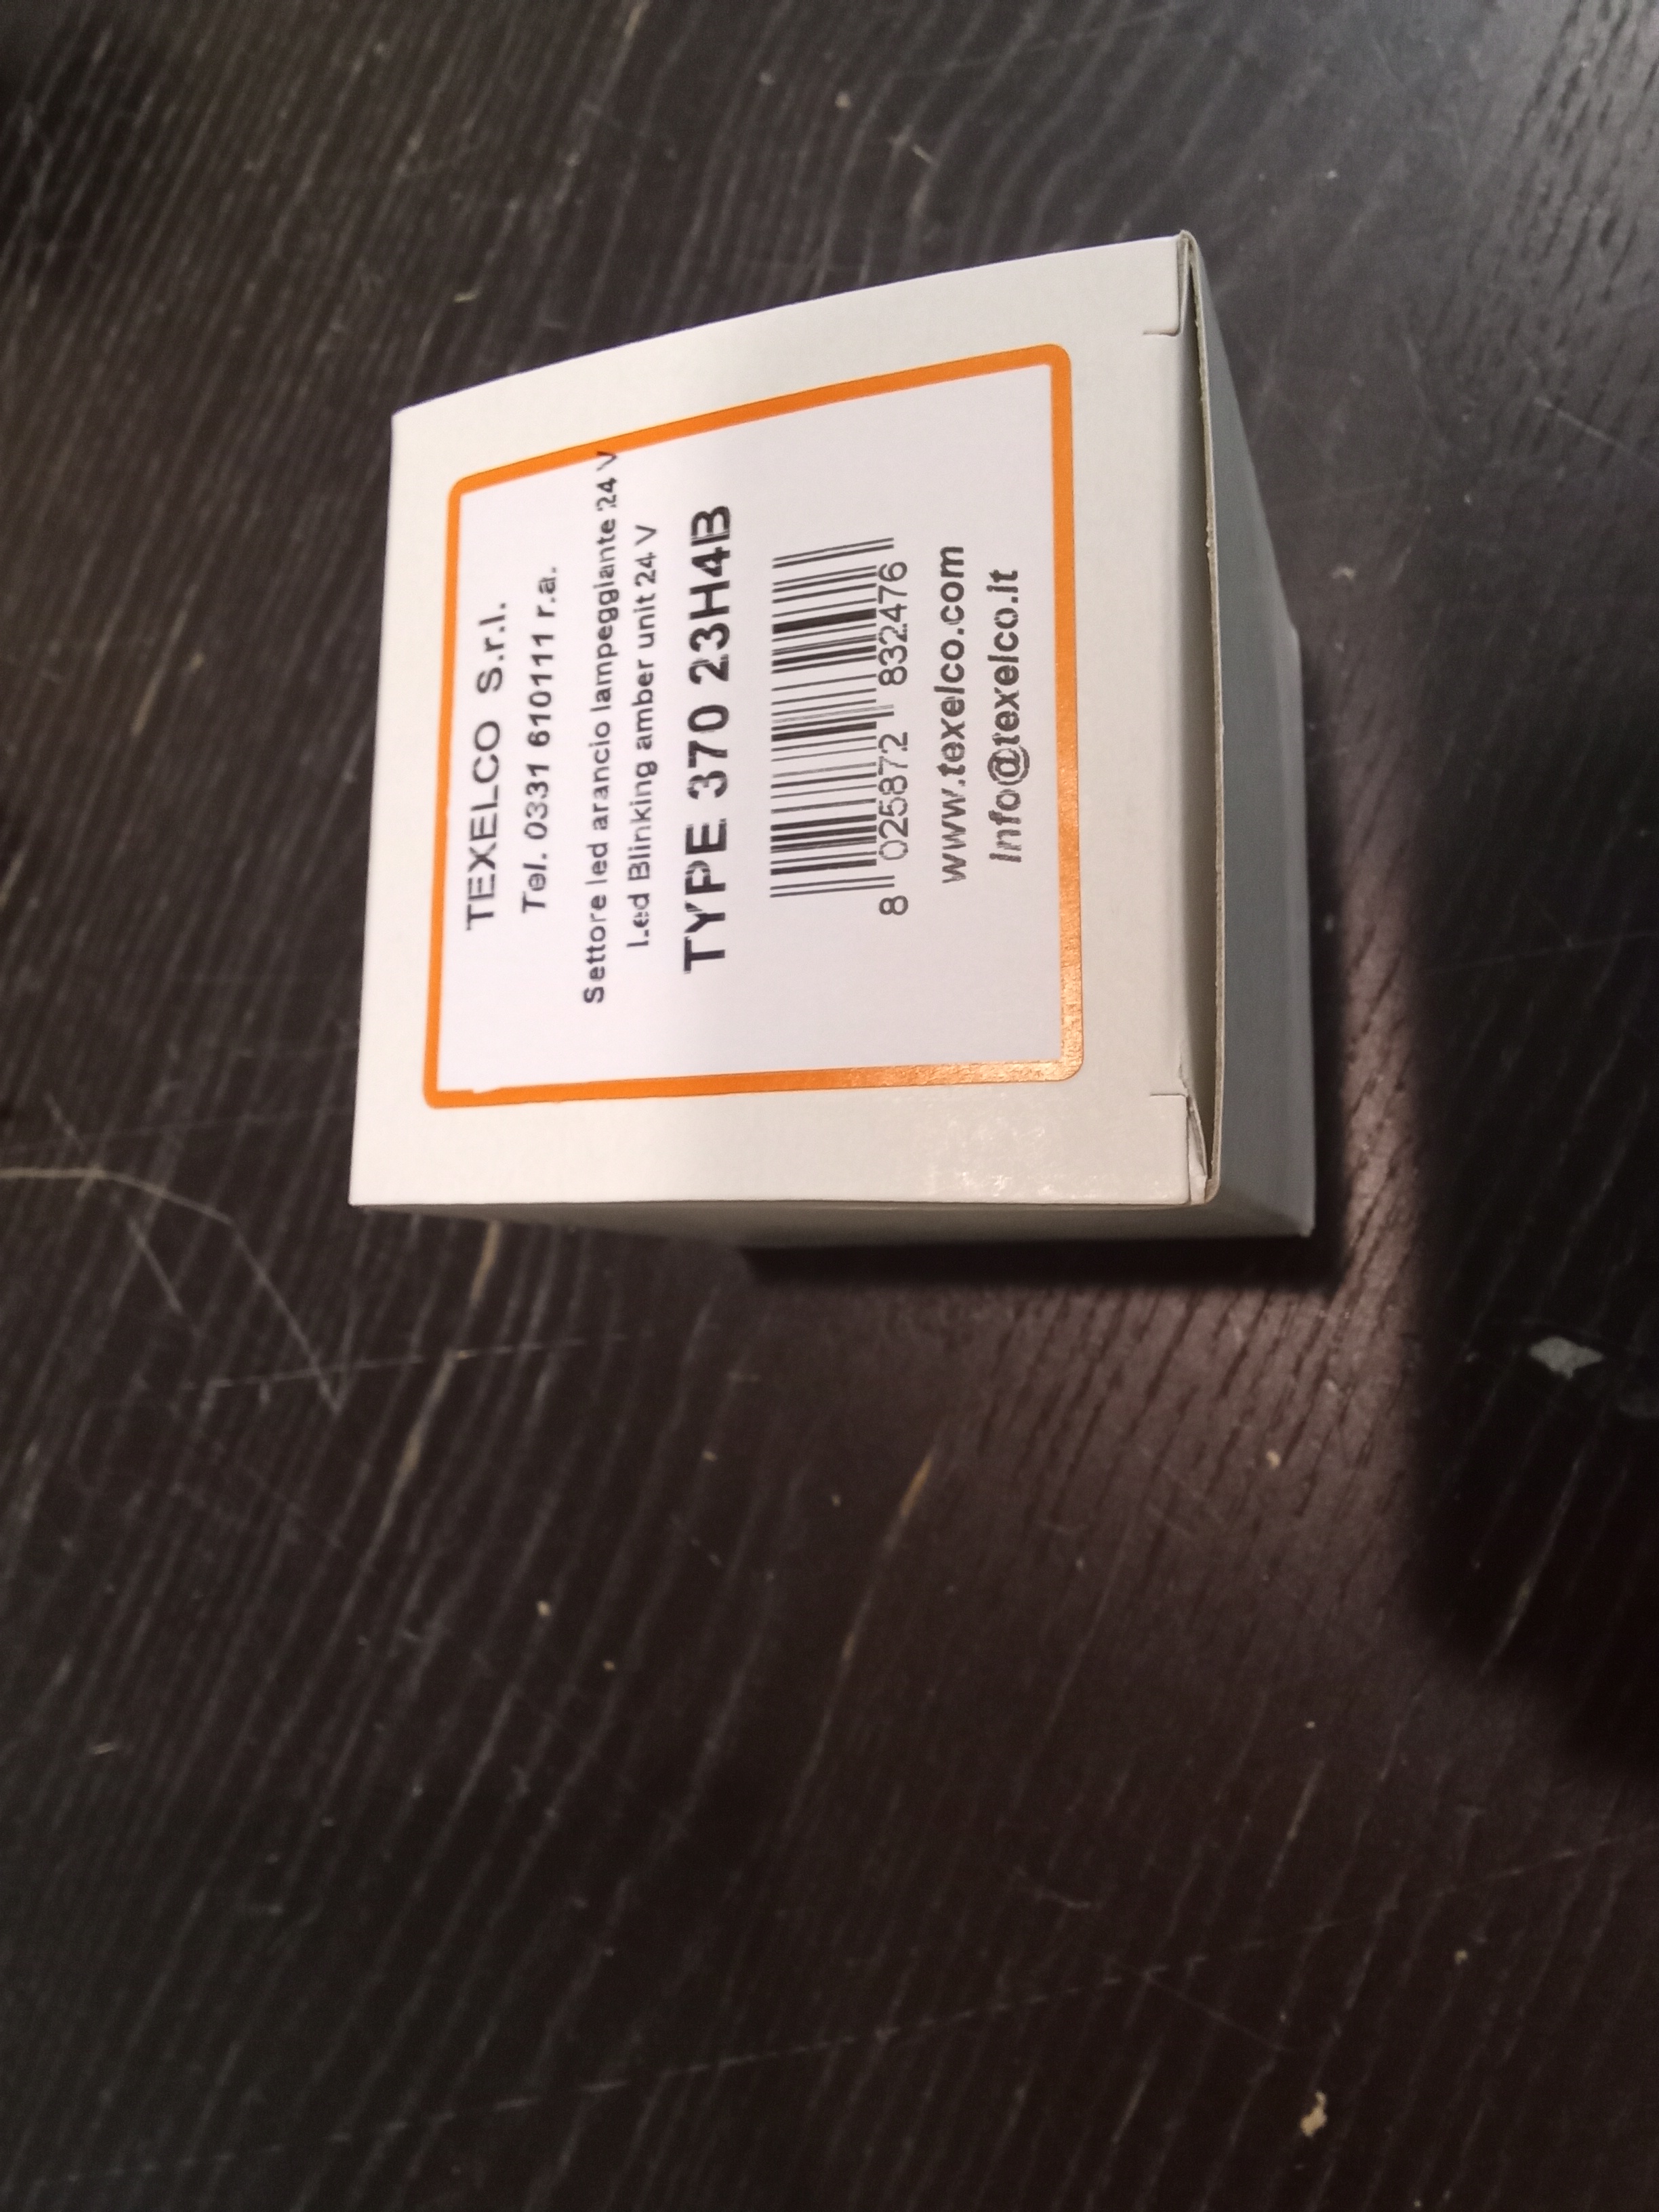 TEXELCO S.r.l.
Tel. 0331 610111 r.a.
Settore led arancio lampeggiante 24 V
Led Blinking amber unit 24 V
TYPE 370 23H4B
8 025872 832476
www.texelco.com
info@texelco.it